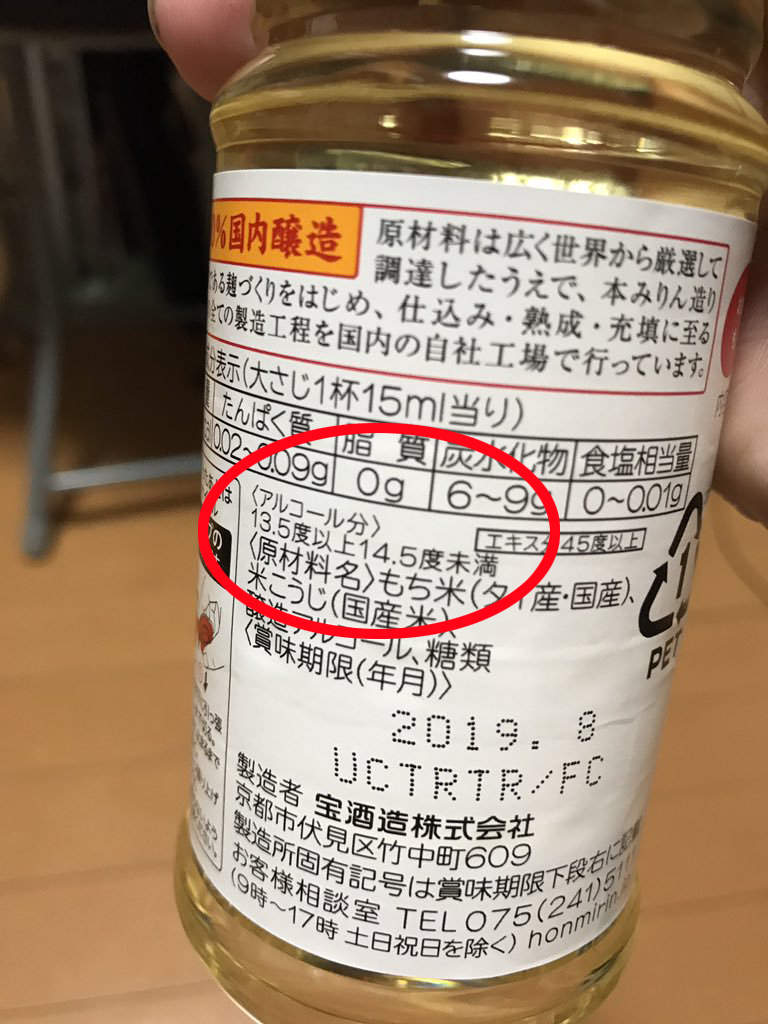 %国内醸造
原材料は広く世界から厳選して
調達したうえで、本みりん造り
である麹づくりをはじめ、仕込み・熟成・充填に至る
全ての製造工程を国内の自社工場で行っています。
分表示(大さじ1杯15ml当り)
たんぱく質 脂質 炭水化物 食塩相当量
0.02〜0.09g 0g 6〜9g 0〜0.01g
〈アルコール分〉
13.5度以上14.5度未満 エキス分45度以上
〈原材料名〉もち米(タイ産・国産)、
米こうじ(国産米)、
醸造アルコール、糖類
〈賞味期限(年月)〉
2019. 8
UCTRTR/FC
製造者 宝酒造株式会社
京都市伏見区竹中町609
製造所固有記号は賞味期限下段右に記載
お客様相談室 TEL075(241)511
(9時〜17時 土日祝日を除く) honmirin.
1
PET